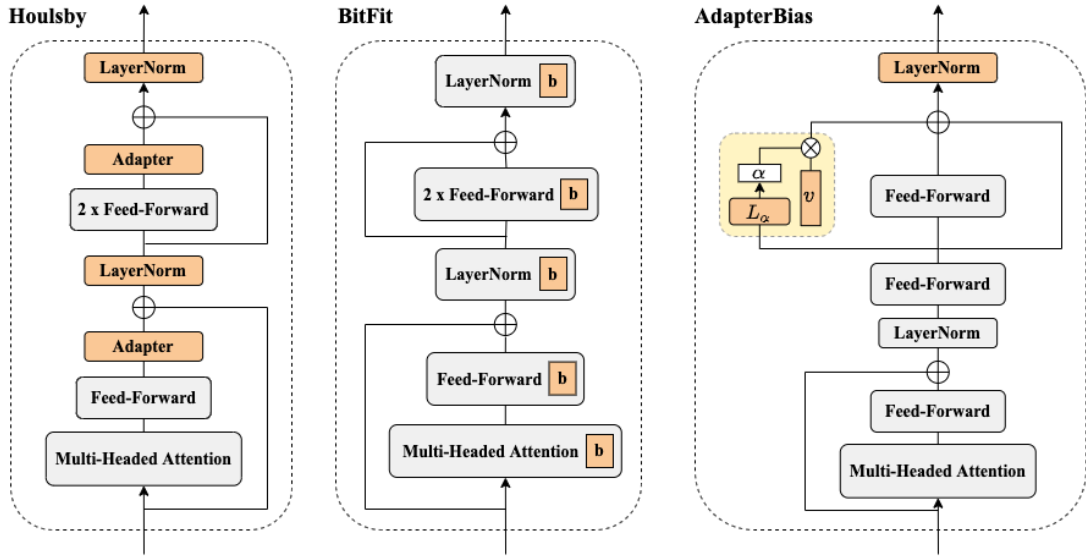 Houlsby
LayerNorm
Adapter
2 x Feed-Forward
LayerNorm
Adapter
Feed-Forward
Multi-Headed Attention
BitFit
LayerNorm b
2 x Feed-Forward b
LayerNorm b
Feed-Forward b
Multi-Headed Attention b
AdapterBias
LayerNorm
α
Lα
v
Feed-Forward
Feed-Forward
LayerNorm
Feed-Forward
Multi-Headed Attention